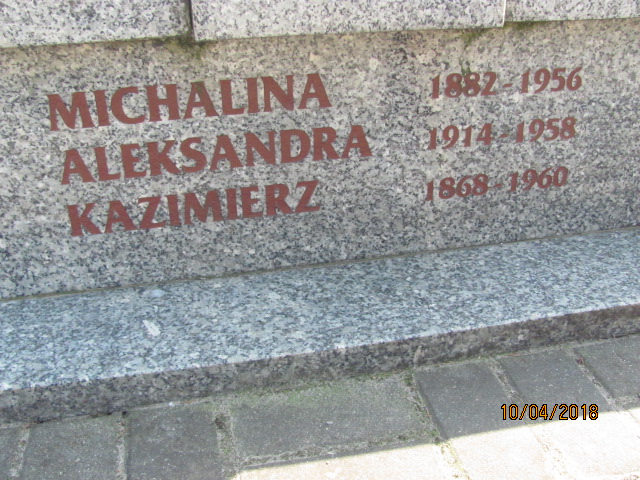 MICHALINA 1882-1956
ALEKSANDRA 1914-1958
KAZIMIERZ 1868-1960
10/04/2018